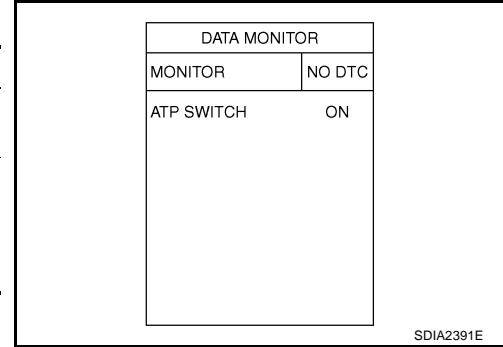 DATA MONITOR
MONITOR NO DTC
ATP SWITCH ON
SDIA2391E